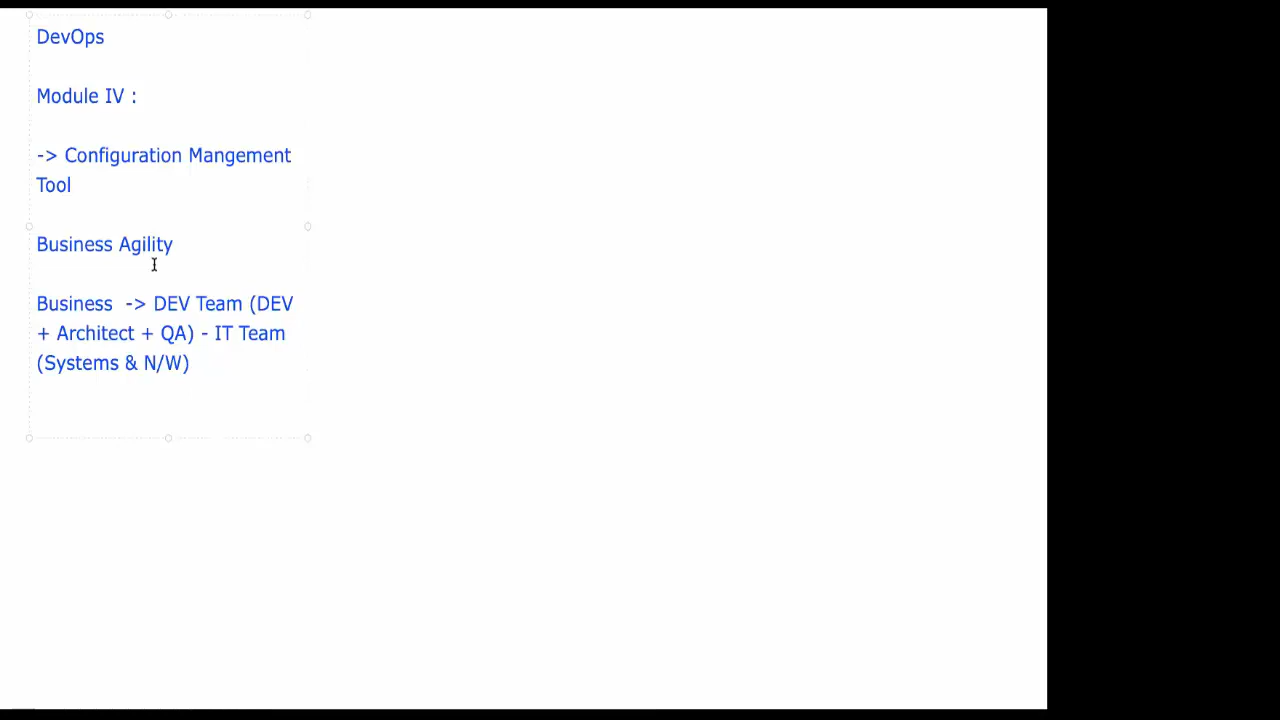 DevOps
Module IV :
-> Configuration Mangement
Tool
Business Agility
Business  -> DEV Team (DEV
+ Architect + QA) - IT Team
(Systems & N/W)